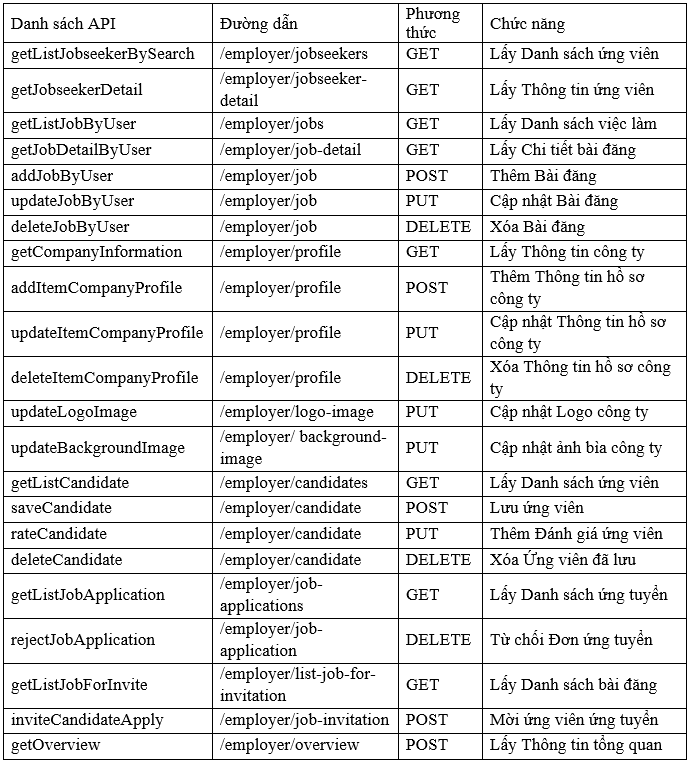 Danh sách API Đường dẫn Phương thức Chức năng
getListJobseekerBySearch /employer/jobseekers GET Lấy Danh sách ứng viên
getJobseekerDetail /employer/jobseeker-detail GET Lấy Thông tin ứng viên
getListJobByUser /employer/jobs GET Lấy Danh sách việc làm
getJobDetailByUser /employer/job-detail GET Lấy Chi tiết bài đăng
addJobByUser /employer/job POST Thêm Bài đăng
updateJobByUser /employer/job PUT Cập nhật Bài đăng
deleteJobByUser /employer/job DELETE Xóa Bài đăng
getCompanyInformation /employer/profile GET Lấy Thông tin công ty
addItemCompanyProfile /employer/profile POST Thêm Thông tin hồ sơ công ty
updateItemCompanyProfile /employer/profile PUT Cập nhật Thông tin hồ sơ công ty
deleteItemCompanyProfile /employer/profile DELETE Xóa Thông tin hồ sơ công ty
updateLogoImage /employer/logo-image PUT Cập nhật Logo công ty
updateBackgroundImage /employer/ background-image PUT Cập nhật ảnh bìa công ty
getListCandidate /employer/candidates GET Lấy Danh sách ứng viên
saveCandidate /employer/candidate POST Lưu ứng viên
rateCandidate /employer/candidate PUT Thêm Đánh giá ứng viên
deleteCandidate /employer/candidate DELETE Xóa Ứng viên đã lưu
getListJobApplication /employer/job-applications GET Lấy Danh sách ứng tuyển
rejectJobApplication /employer/job-application DELETE Từ chối Đơn ứng tuyển
getListJobForInvite /employer/list-job-for-invitation GET Lấy Danh sách bài đăng
inviteCandidateApply /employer/job-invitation POST Mời ứng viên ứng tuyển
getOverview /employer/overview POST Lấy Thông tin tổng quan